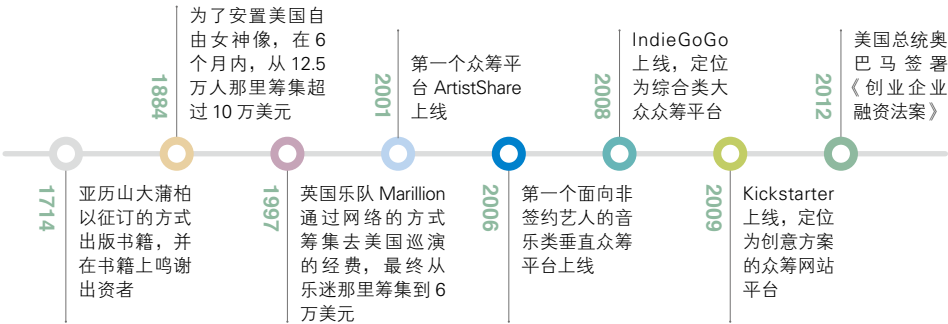 1714
亚历山大蒲柏
以征订的方式
出版书籍，并
在书籍上鸣谢
出资者
1884
为了安置美国自
由女神像，在 6
个月内，从 12.5
万人那里筹集超
过 10 万美元
1997
英国乐队 Marillion
通过网络的方式
筹集去美国巡演
的经费，最终从
乐迷那里筹集到 6
万美元
2001
第一个众筹平
台 ArtistShare
上线
2006
第一个面向非
签约艺人的音
乐类垂直众筹
平台上线
2008
IndieGoGo
上线，定位
为综合类大
众众筹平台
2009
Kickstarter
上线，定位
为创意方案
的众筹网站
平台
2012
美国总统奥
巴马签署
《创业企业
融资法案》